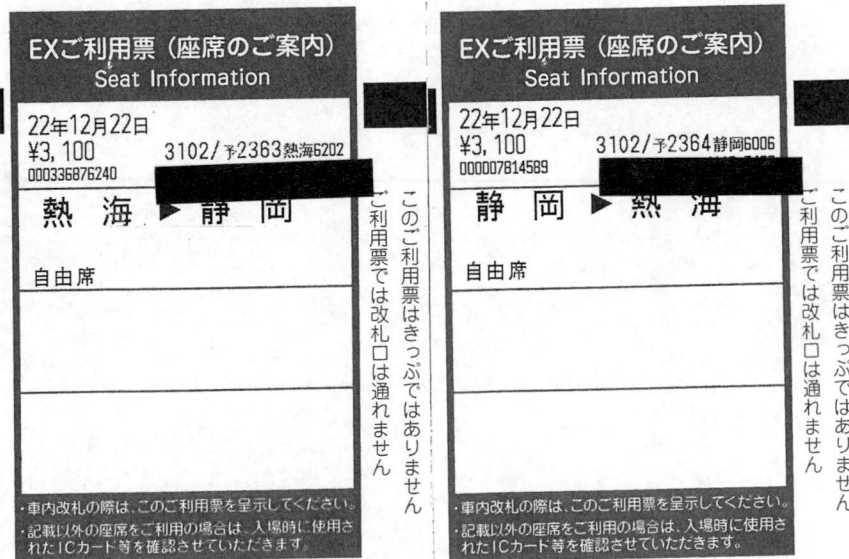 EXご利用票（座席のご案内）
Seat Information
22年12月22日
¥3,100 3102/予2363熱海6202
000336876240
熱海 ▶ 静岡
自由席
・車内改札の際は、このご利用票を呈示してください。
・記載以外の座席をご利用の場合は、入場時に使用さ
れたICカード等を確認させていただきます。
このご利用票はきっぷではありません
ご利用票では改札口は通れません
EXご利用票（座席のご案内）
Seat Information
22年12月22日
¥3,100 3102/予2364静岡6006
000007814589
静岡 ▶ 熱海
自由席
・車内改札の際は、このご利用票を呈示してください。
・記載以外の座席をご利用の場合は、入場時に使用さ
れたICカード等を確認させていただきます。
このご利用票はきっぷではありません
ご利用票では改札口は通れません